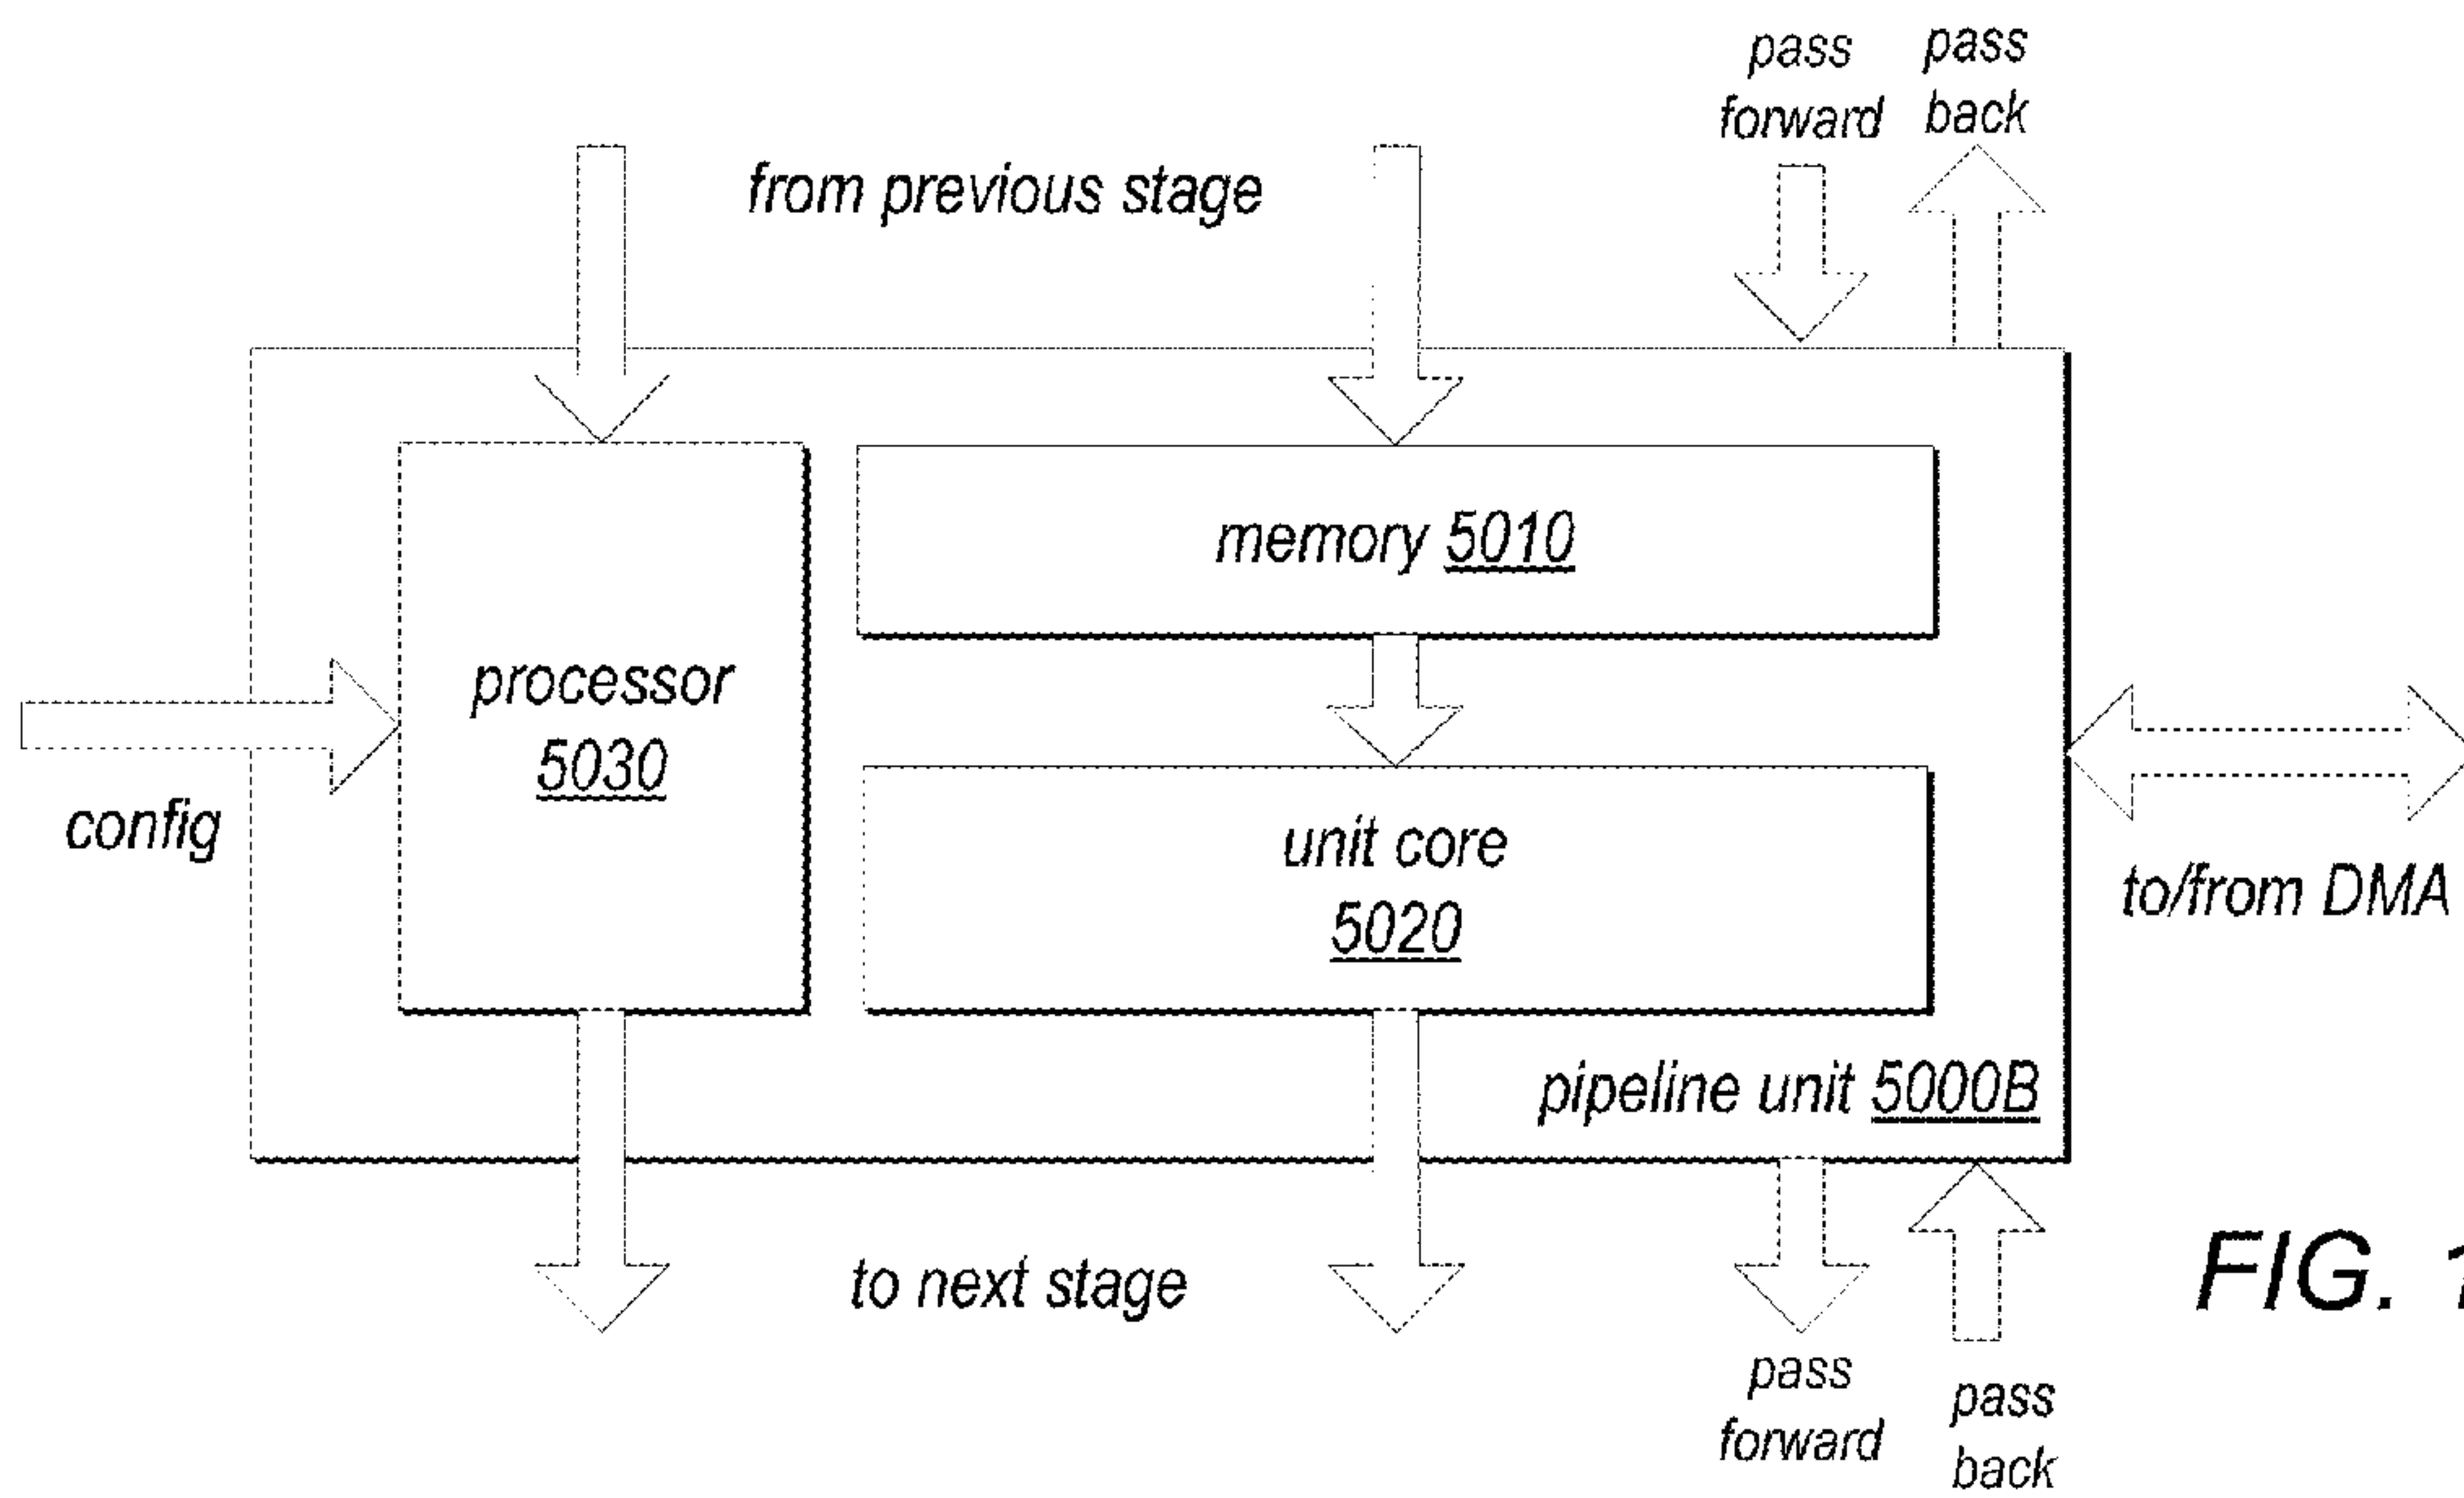 pass
forward
pass
back
from previous stage
memory 5010
processor
5030
config
unit core
5020
to/from DMA
pipeline unit 5000B
to next stage
FIG.
pass
forward
pass
back